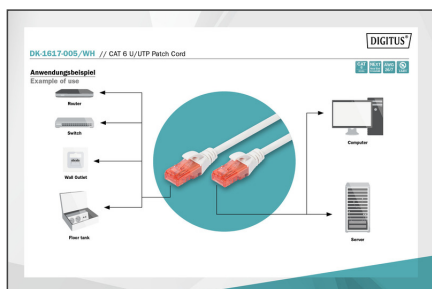 DIGITUS®
DK-1617-005/WH // CAT 6 U/UTP Patch Cord
Anwendungsbeispiel
Example of use
Router
Switch
Wall Outlet
Floor tank
Computer
Server
CAT